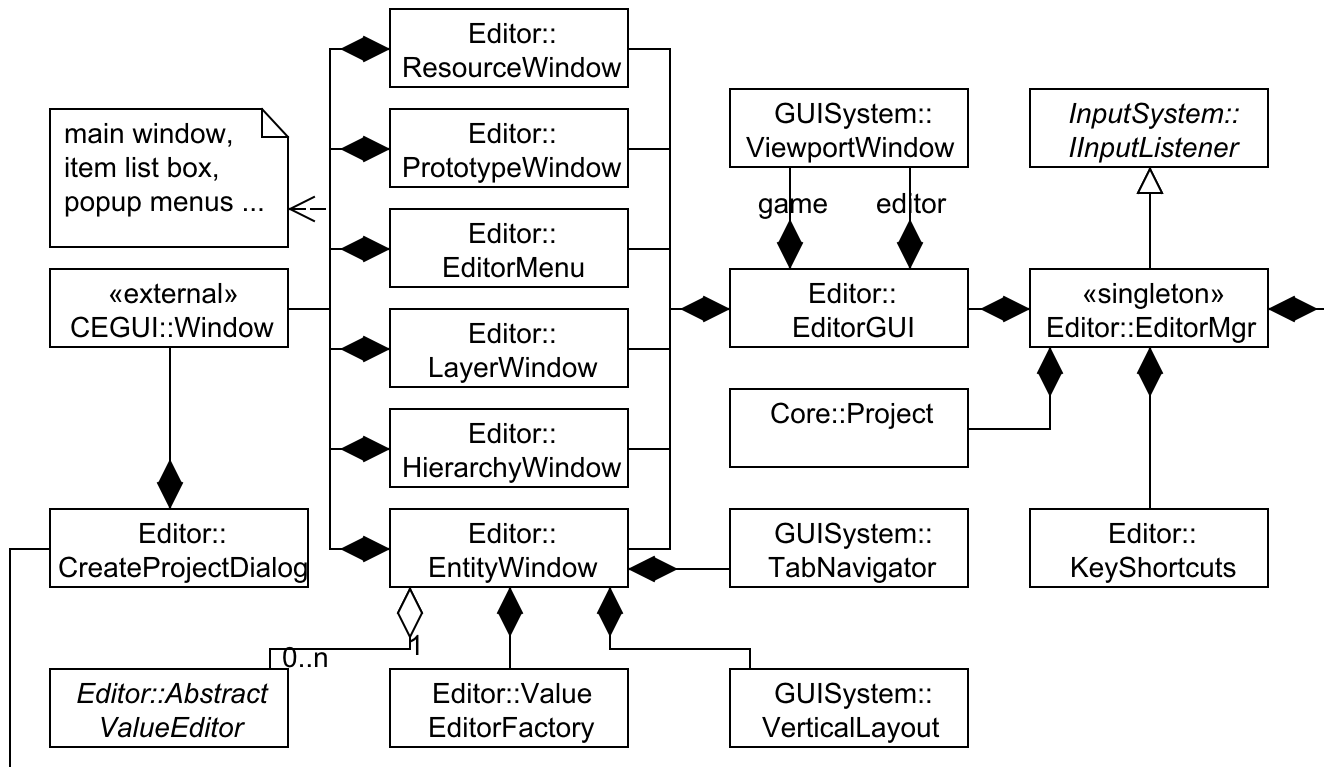 Editor::
ResourceWindow
main window,
item list box,
popup menus ...
Editor::
PrototypeWindow
GUISystem::
ViewportWindow
InputSystem::
IInputListener
game
editor
Editor::
EditorMenu
«external»
CEGUI::Window
Editor::
LayerWindow
Editor::
EditorGUI
«singleton»
Editor::EditorMgr
Core::Project
Editor::
HierarchyWindow
Editor::
CreateProjectDialog
Editor::
EntityWindow
GUISystem::
TabNavigator
Editor::
KeyShortcuts
0..n
1
Editor::Abstract
ValueEditor
Editor::Value
EditorFactory
GUISystem::
VerticalLayout